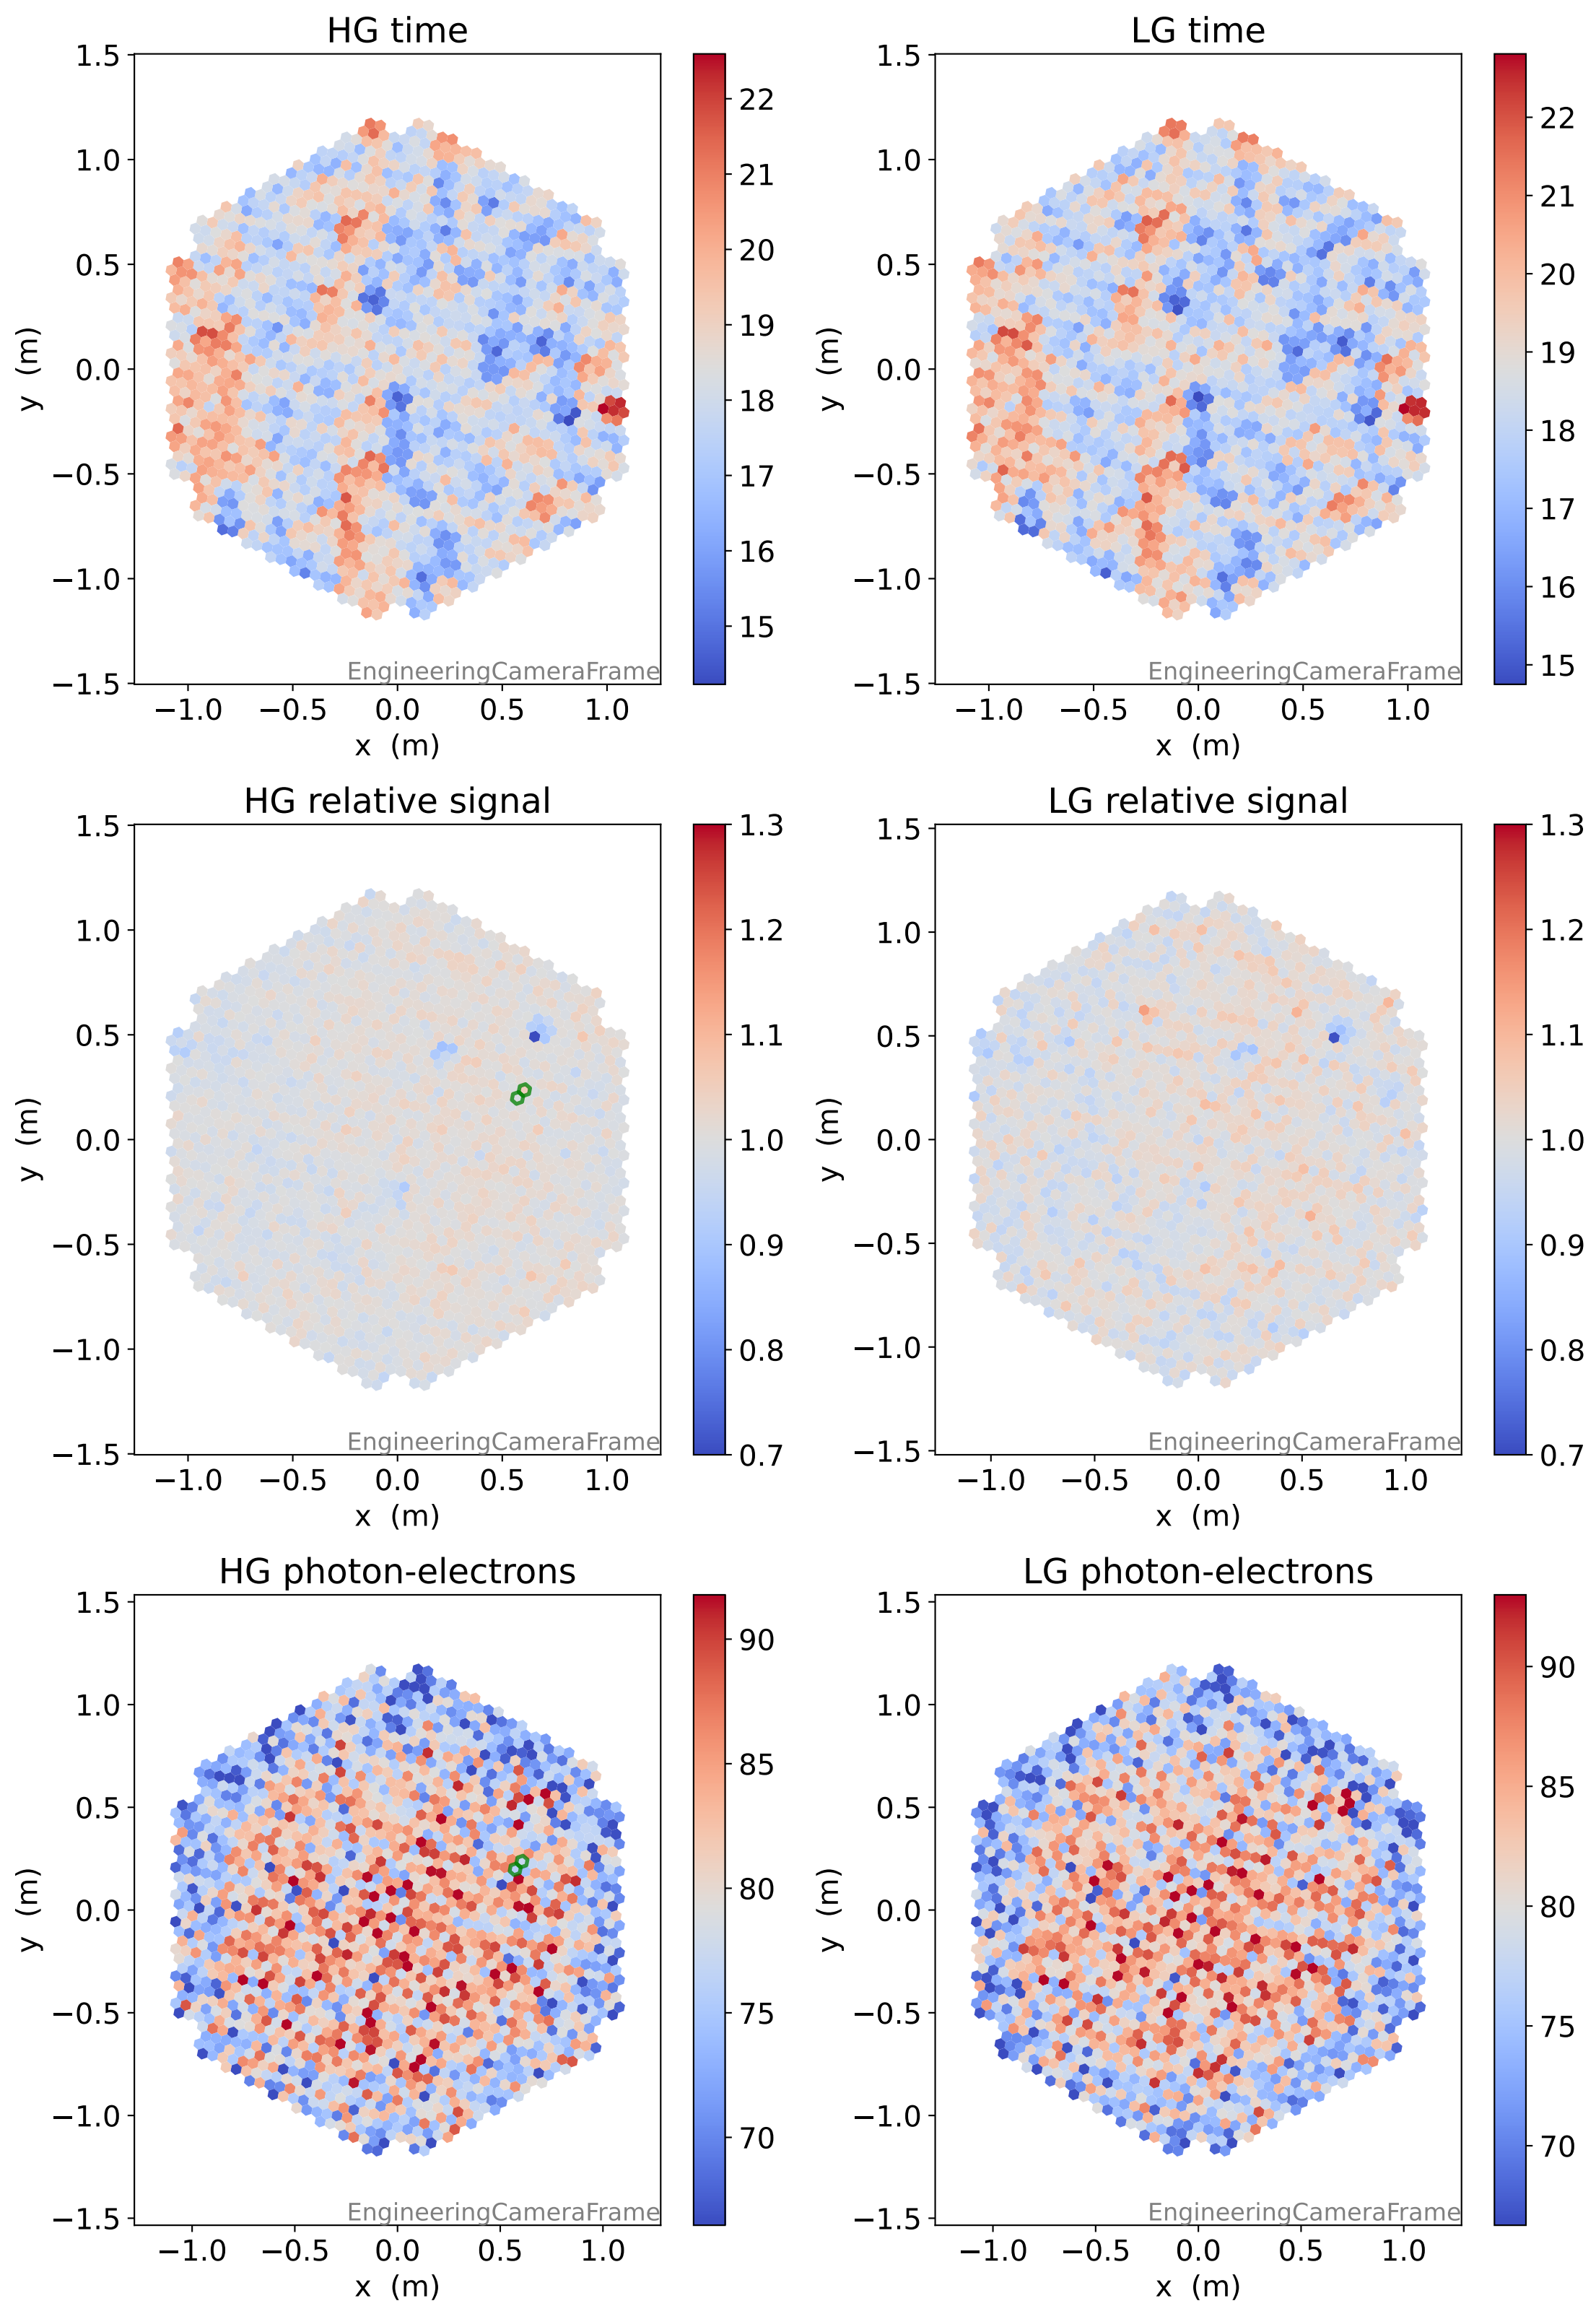 HG time
1.5
1.0
0.5
0.0
−0.5
−1.0
−1.5
y (m)
−1.0 −0.5 0.0 0.5 1.0
x (m)
EngineeringCameraFrame
22
21
20
19
18
17
16
15
LG time
1.5
1.0
0.5
0.0
−0.5
−1.0
−1.5
y (m)
−1.0 −0.5 0.0 0.5 1.0
x (m)
EngineeringCameraFrame
22
21
20
19
18
17
16
15
HG relative signal
1.5
1.0
0.5
0.0
−0.5
−1.0
−1.5
y (m)
−1.0 −0.5 0.0 0.5 1.0
x (m)
EngineeringCameraFrame
1.3
1.2
1.1
1.0
0.9
0.8
0.7
LG relative signal
1.5
1.0
0.5
0.0
−0.5
−1.0
−1.5
y (m)
−1.0 −0.5 0.0 0.5 1.0
x (m)
EngineeringCameraFrame
1.3
1.2
1.1
1.0
0.9
0.8
0.7
HG photon-electrons
1.5
1.0
0.5
0.0
−0.5
−1.0
−1.5
y (m)
−1.0 −0.5 0.0 0.5 1.0
x (m)
EngineeringCameraFrame
90
85
80
75
70
LG photon-electrons
1.5
1.0
0.5
0.0
−0.5
−1.0
−1.5
y (m)
−1.0 −0.5 0.0 0.5 1.0
x (m)
EngineeringCameraFrame
90
85
80
75
70